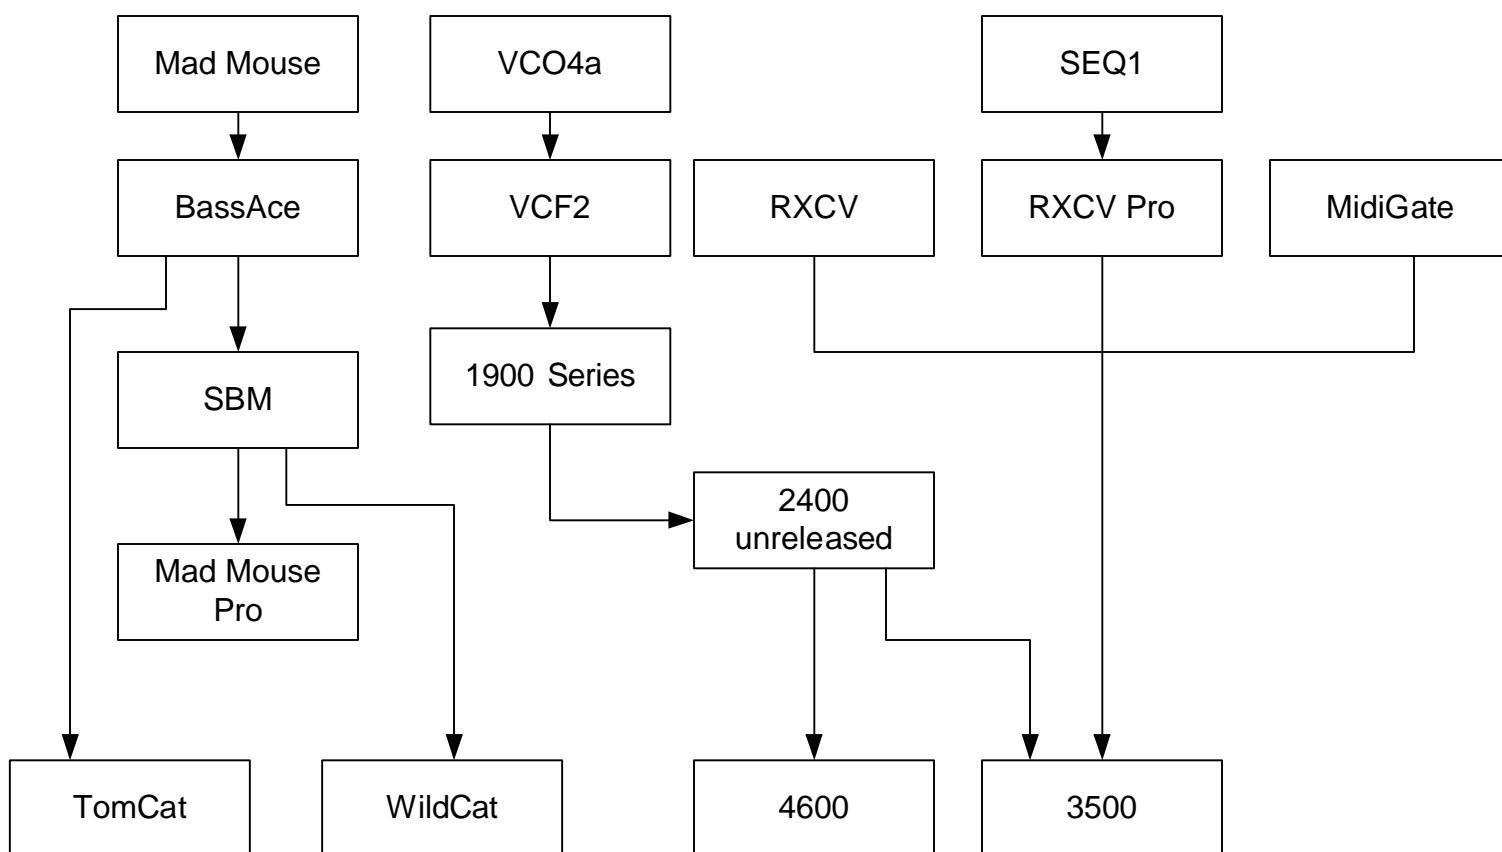 Mad Mouse
VCO4a
SEQ1
BassAce
VCF2
RXCV
RXCV Pro
MidiGate
1900 Series
SBM
2400
unreleased
Mad Mouse
Pro
TomCat
WildCat
4600
3500